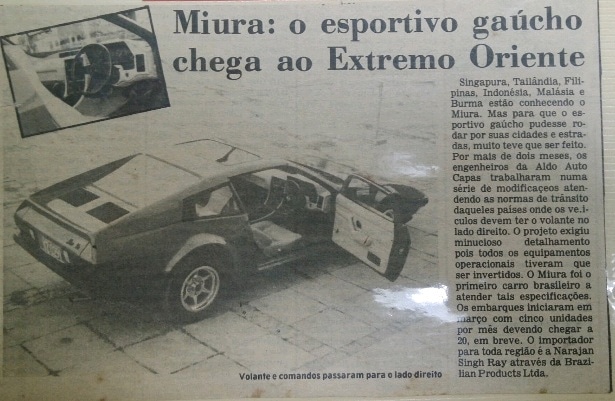 Miura: o esportivo gaúcho
chega ao Extremo Oriente
Singapura, Tailândia, Fili-
pinas, Indonésia, Malásia e
Burma estão conhecendo o
Miura. Mas para que o es-
portivo gaúcho pudesse ro-
dar por suas cidades e estra-
das, muito teve que ser feito.
Por mais de dois meses, os
engenheiros da Aldo Auto
Capas trabalharam numa
série de modificaçeos aten-
dendo as normas de trânsito
daqueles países onde os veí-
culos devem ter o volante no
lado direito. O projeto exigiu
minucioso detalhamento
pois todos os equipamentos
operacionais tiveram que
ser invertidos. O Miura foi o
primeiro carro brasileiro a
atender tais especificações.
Os embarques iniciaram em
março com cinco unidades
por mês devendo chegar a
20, em breve. O importador
para toda região é a Narajan
Singh Ray através da Brazi-
lian Products Ltda.
Volante e comandos passaram para o lado direito